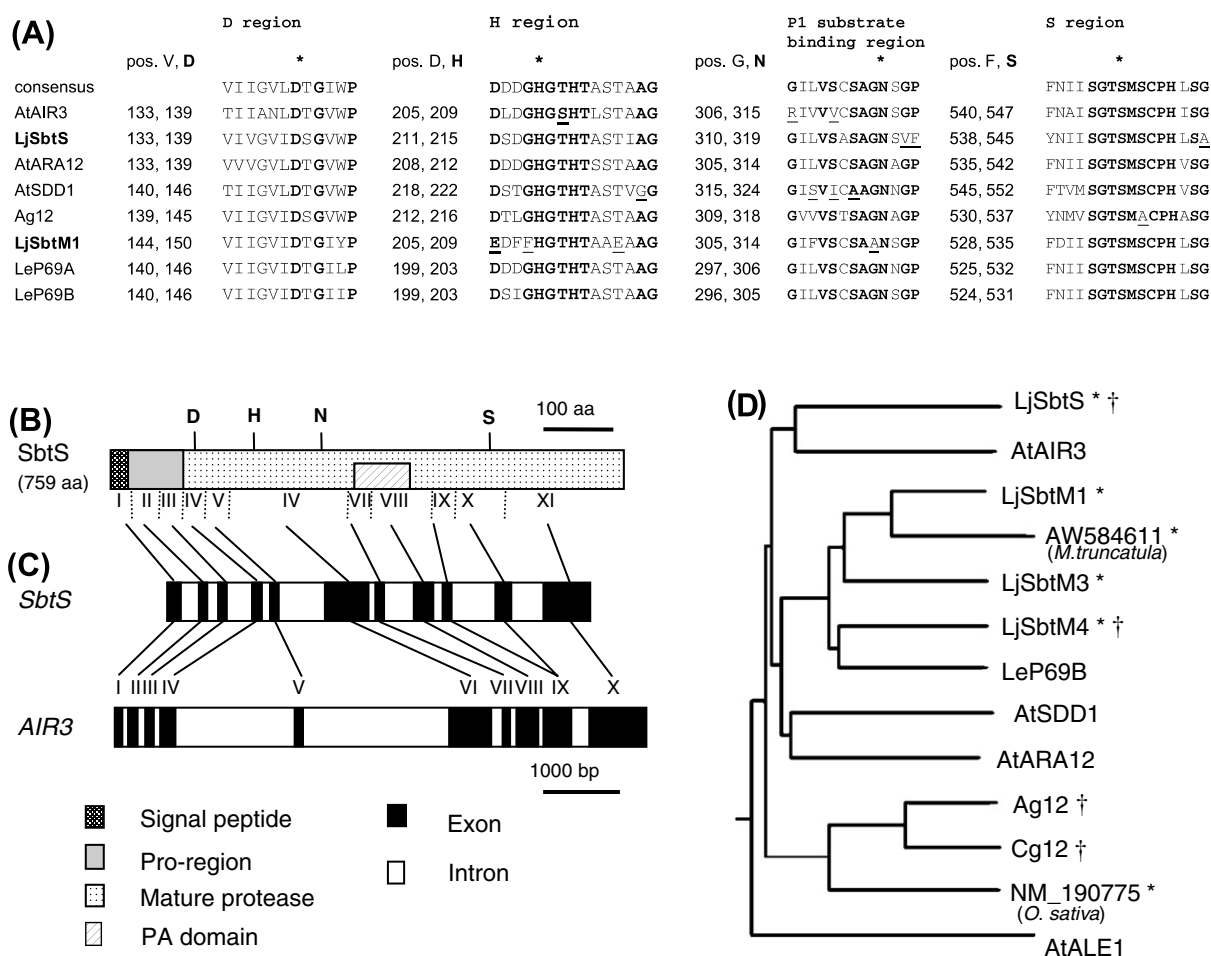 (A)
D region
H region
P1 substrate
binding region
S region
pos. V, D * pos. D, H * pos. G, N * pos. F, S *
consensus VIIGVLDTGIWP DDDGHGTHTASTAAG GILVSCSAGNSGP FNIISGTSMSCPHLSG
AtAIR3 133, 139 TIIANLDTGVWP 205, 209 DLDGHGSHTLSTAAG 306, 315 RIVVVCSAGNSGP 540, 547 FNAISGTSMSCPHISG
LjSbtS 133, 139 VIIGVLDSGVWP 211, 215 DSDGHGTHTASTIAG 310, 319 GILVSASAGNSVF 538, 545 YNIISGTSMSCPHLSA
AtARA12 133, 139 VVVGVLDTGVWP 208, 212 DDDGHGTHTSSTAAG 305, 314 GILVSCSAGNAGP 535, 542 FNIISGTSMSCPHVSG
AtSDD1 140, 146 TIIGVLDTGVWP 218, 222 DSTGHGTHTASTVGG 315, 324 GISVICAAGNNGP 545, 552 FTVMSGTSMSCPHVSG
Ag12 139, 145 VIIGVIDSGVWP 212, 216 DTLGHGTHTASTAAG 309, 318 GVVVSTSAGNAGP 530, 537 YNMVSGTSMACPHASG
LjSbtM1 144, 150 VIIGVIDTGIYP 205, 209 EDFFHGTHTAAEAAG 305, 314 GIFVSCSAANSGP 528, 535 FDIISGTSMSCPHLSG
LeP69A 140, 146 VIIGVIDTGILP 199, 203 DDDGHGTHTASTAAG 297, 306 GILVSCSAGNNGP 525, 532 FNIISGTSMSCPHLSG
LeP69B 140, 146 VIIGVIDTGIIP 199, 203 DSIGHGTHTASTAAG 296, 305 GILVSCSAGNSGP 524, 531 FNIISGTSMSCPHLSG
(B)
D H N S 100 aa
SbtS
(759 aa)
I II III IV V IV VII VIII IX X XI
(C)
SbtS
I II III IV V VI VII VIII IX X
AIR3
1000 bp
Signal peptide
Pro-region
Mature protease
PA domain
Exon
Intron
(D)
LjSbtS * †
AtAIR3
LjSbtM1 *
AW584611 *
(M.truncatula)
LjSbtM3 *
LjSbtM4 * †
LeP69B
AtSDD1
AtARA12
Ag12 †
Cg12 †
NM_190775 *
(O. sativa)
AtALE1